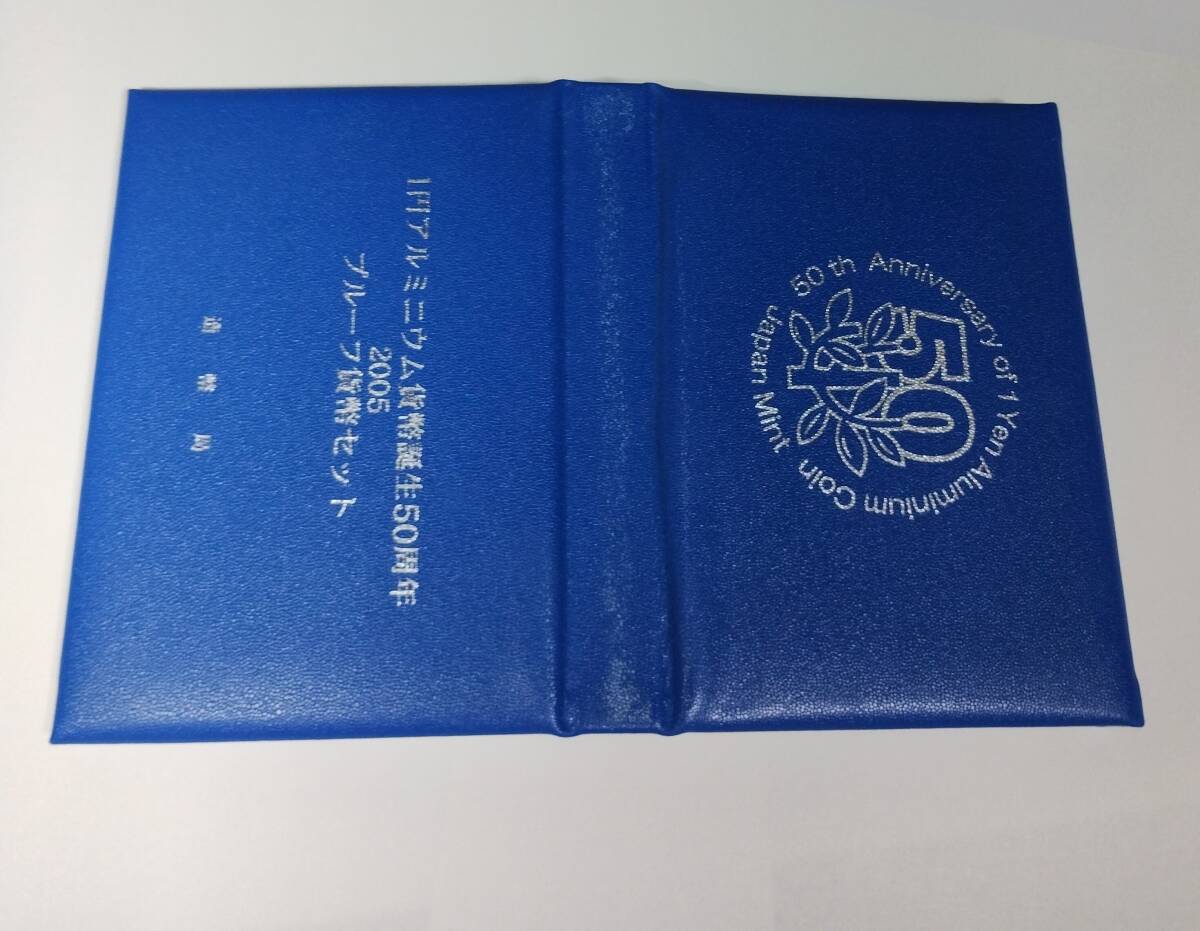 1円アルミニウム貨幣誕生50周年
2005
プルーフ貨幣セット
造幣局
50th Anniversary of 1 Yen Aluminium Coin
Japan Mint
50